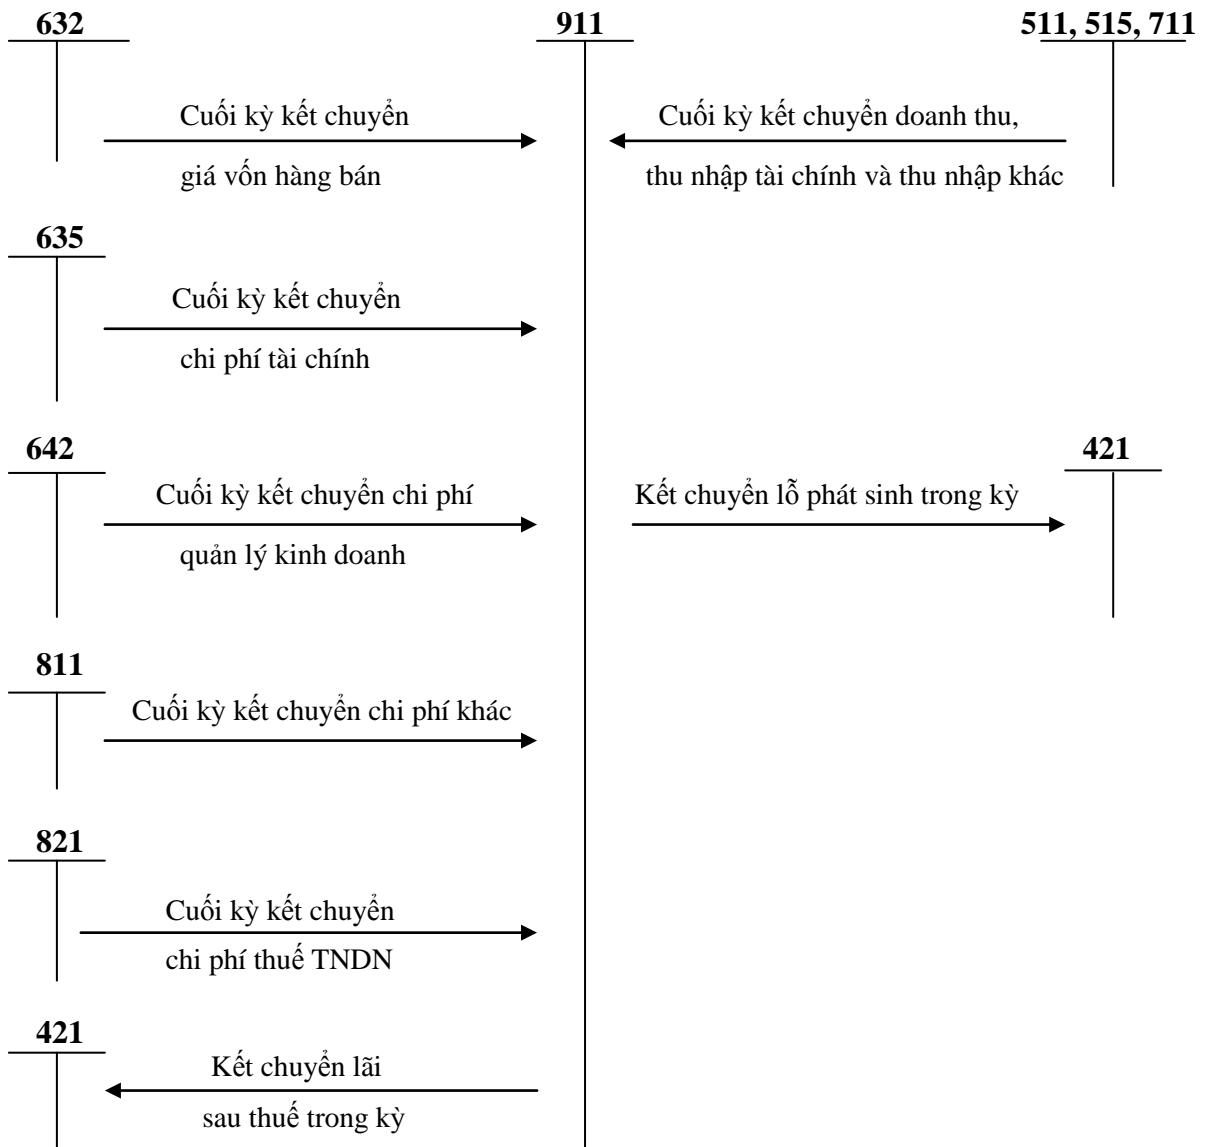 632
911
511, 515, 711
Cuối kỳ kết chuyển
giá vốn hàng bán
Cuối kỳ kết chuyển doanh thu,
thu nhập tài chính và thu nhập khác
635
Cuối kỳ kết chuyển
chi phí tài chính
642
421
Cuối kỳ kết chuyển chi phí
quản lý kinh doanh
Kết chuyển lỗ phát sinh trong kỳ
811
Cuối kỳ kết chuyển chi phí khác
821
Cuối kỳ kết chuyển
chi phí thuế TNDN
421
Kết chuyển lãi
sau thuế trong kỳ